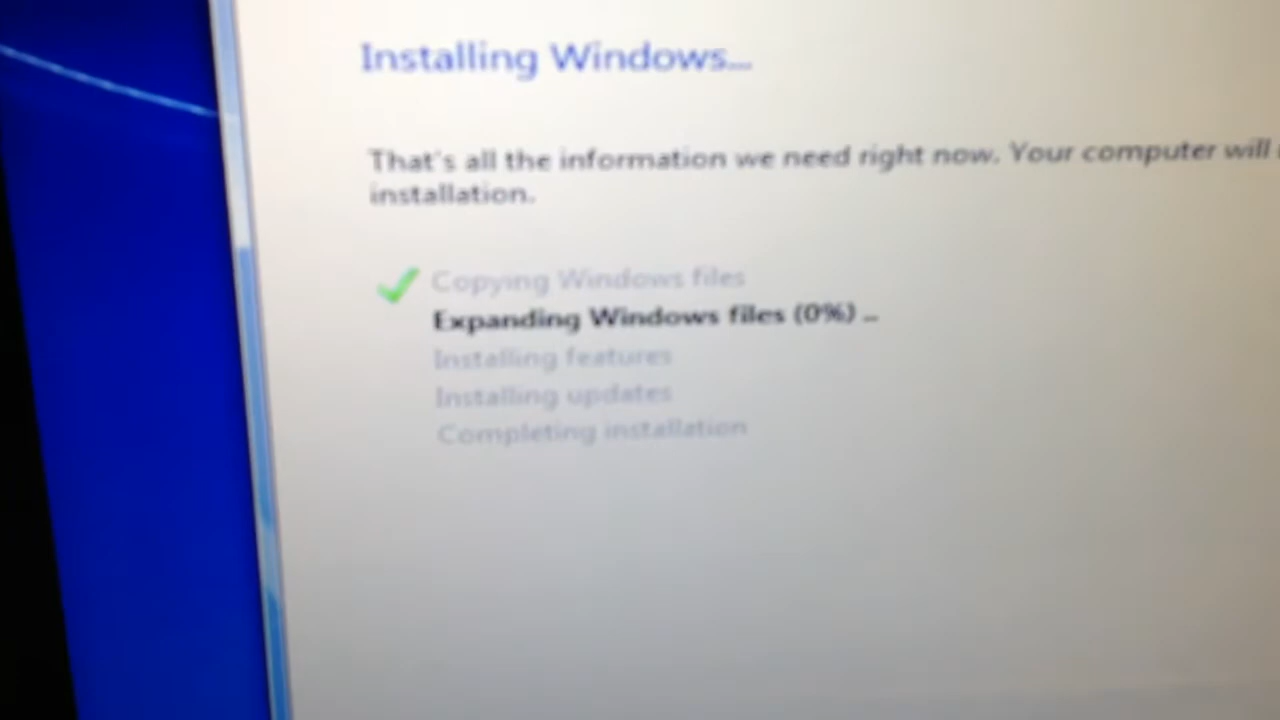 Installing Windows...
That's all the information we need right now. Your computer will
installation.
Copying Windows files
Expanding Windows files (0%) ..
Installing features
Installing updates
Completing installation